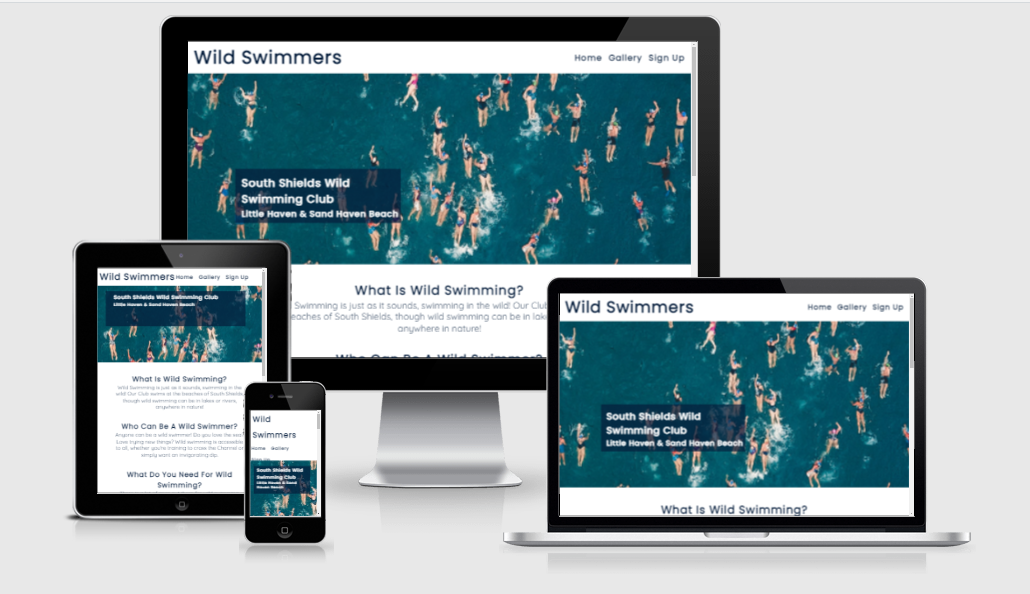 Wild Swimmers
Home Gallery Sign Up
South Shields Wild
Swimming Club
Little Haven & Sand Haven Beach
What Is Wild Swimming?
Swimming is just as it sounds, swimming in the wild! Our Club
beaches of South Shields, though wild swimming can be in lakes
anywhere in nature!
Who Can Be A Wild Swimmer?
Wild Swimmers Home Gallery Sign Up
South Shields Wild Swimming Club
Little Haven & Sand Haven Beach
What Is Wild Swimming?
Wild Swimming is just as it sounds, swimming in the
wild! Our Club swims at the beaches of South Shields,
though wild swimming can be in lakes or rivers,
anywhere in nature!
Who Can Be A Wild Swimmer?
Anyone can be a wild swimmer! Do you love the sea?
Love trying new things? Wild swimming is accessible
to all, whether you're training to cross the Channel or
simply want an invigorating dip.
What Do You Need For Wild
Swimming?
Wild
Swimmers
Home Gallery
South Shields Wild
Swimming Club
Little Haven & Sand
Haven Beach
Wild Swimmers
Home Gallery Sign Up
South Shields Wild
Swimming Club
Little Haven & Sand Haven Beach
What Is Wild Swimming?